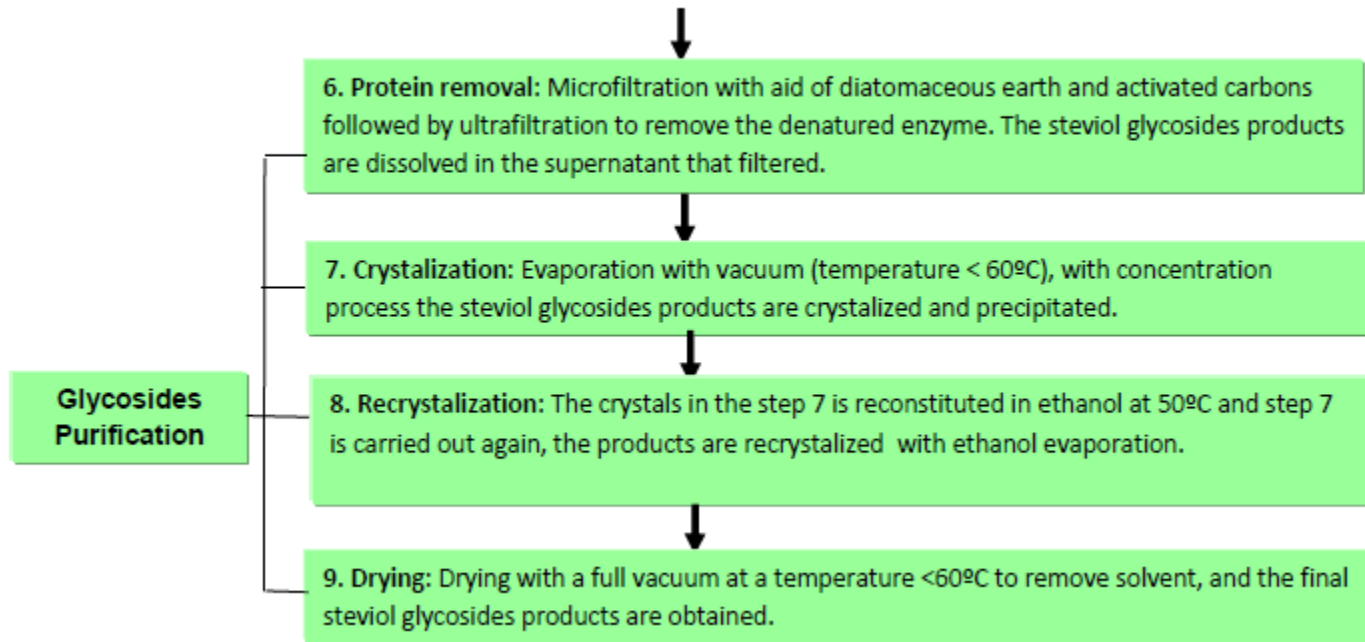 6. Protein removal: Microfiltration with aid of diatomaceous earth and activated carbons
followed by ultrafiltration to remove the denatured enzyme. The steviol glycosides products
are dissolved in the supernatant that filtered.
7. Crystalization: Evaporation with vacuum (temperature < 60ºC), with concentration
process the steviol glycosides products are crystalized and precipitated.
Glycosides
Purification
8. Recrystalization: The crystals in the step 7 is reconstituted in ethanol at 50ºC and step 7
is carried out again, the products are recrystalized with ethanol evaporation.
9. Drying: Drying with a full vacuum at a temperature <60ºC to remove solvent, and the final
steviol glycosides products are obtained.